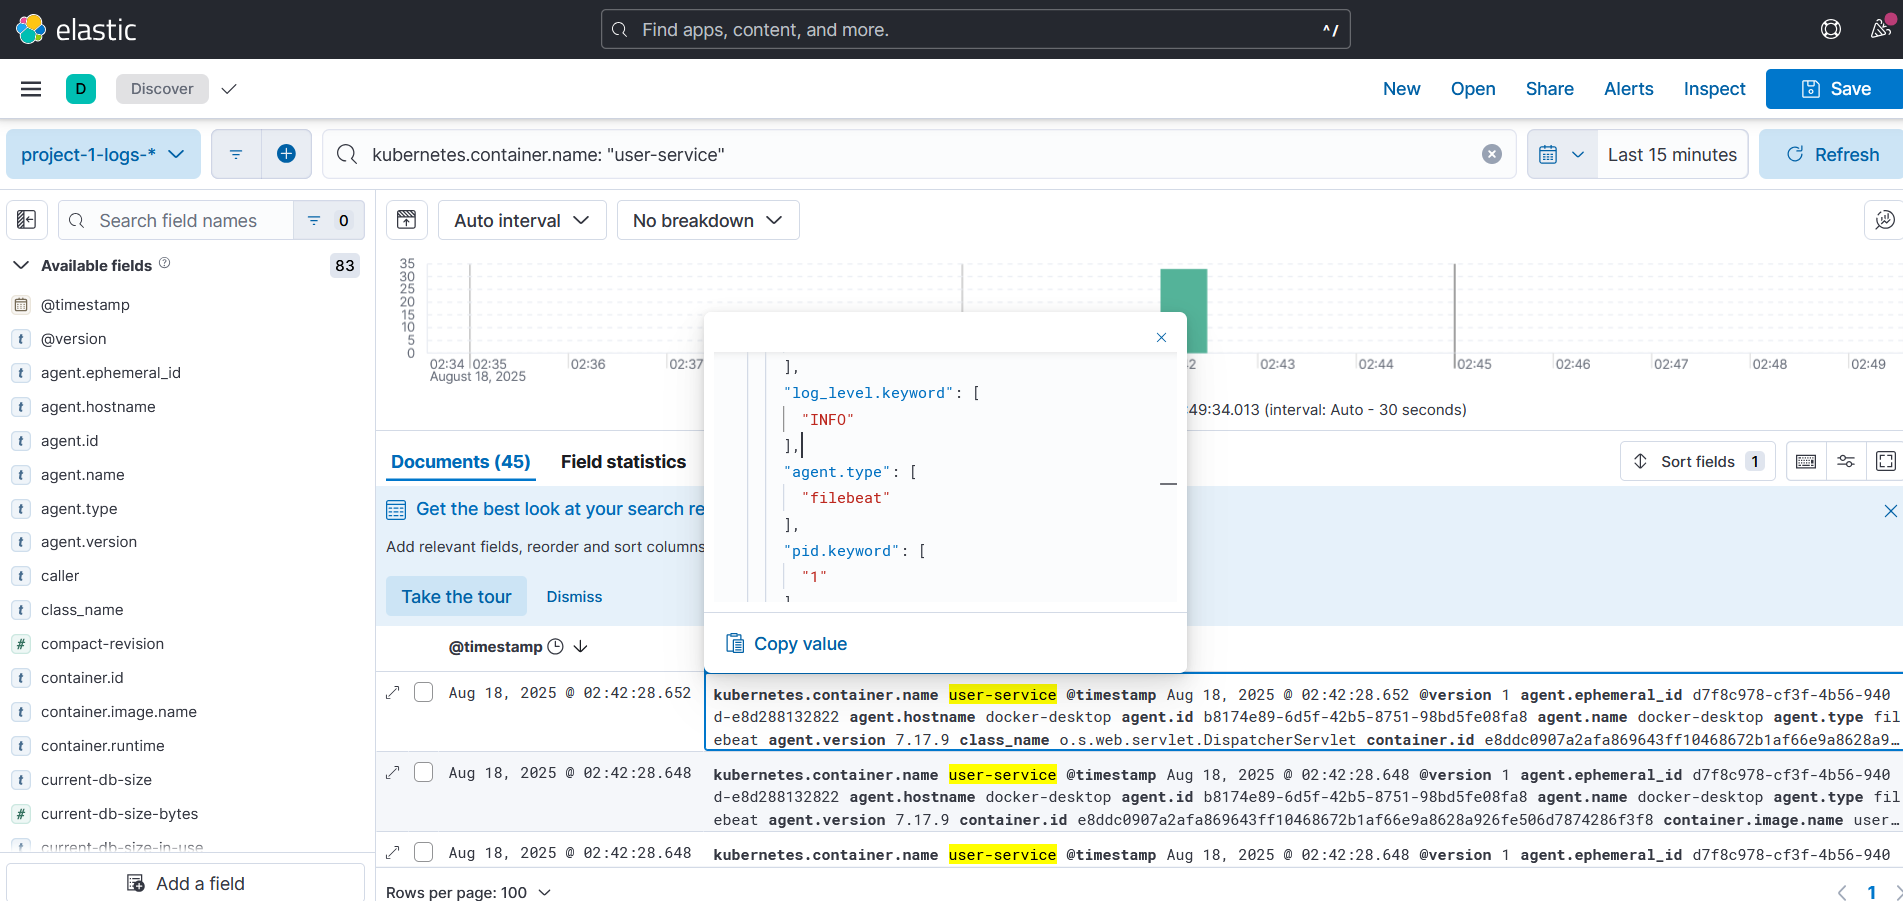 elastic
Find apps, content, and more.
^/
D
Discover
New
Open
Share
Alerts
Inspect
Save
project-1-logs-*
kubernetes.container.name: "user-service"
Last 15 minutes
Refresh
Search field names
0
Auto interval
No breakdown
Available fields
83
@timestamp
@version
agent.ephemeral_id
agent.hostname
agent.id
agent.name
agent.type
agent.version
caller
class_name
compact-revision
container.id
container.image.name
container.runtime
current-db-size
current-db-size-bytes
current-db-size-in-use
Add a field
35
30
25
20
15
10
5
0
02:34
02:35
02:36
02:37
2
02:43
02:44
02:45
02:46
02:47
02:48
02:49
August 18, 2025
:49:34.013 (interval: Auto - 30 seconds)
],
"log_level.keyword": [
"INFO"
],
"agent.type": [
"filebeat"
],
"pid.keyword": [
"1"
]
Copy value
Documents (45)
Field statistics
Sort fields 1
Get the best look at your search re
Add relevant fields, reorder and sort columns
Take the tour
Dismiss
@timestamp
Aug 18, 2025 @ 02:42:28.652
kubernetes.container.name user-service @timestamp Aug 18, 2025 @ 02:42:28.652 @version 1 agent.ephemeral_id d7f8c978-cf3f-4b56-940
d-e8d288132822 agent.hostname docker-desktop agent.id b8174e89-6d5f-42b5-8751-98bd5fe08fa8 agent.name docker-desktop agent.type fil
ebeat agent.version 7.17.9 class_name o.s.web.servlet.DispatcherServlet container.id e8ddc0907a2afa869643ff10468672b1af66e9a8628a9…
Aug 18, 2025 @ 02:42:28.648
kubernetes.container.name user-service @timestamp Aug 18, 2025 @ 02:42:28.648 @version 1 agent.ephemeral_id d7f8c978-cf3f-4b56-940
d-e8d288132822 agent.hostname docker-desktop agent.id b8174e89-6d5f-42b5-8751-98bd5fe08fa8 agent.name docker-desktop agent.type fil
ebeat agent.version 7.17.9 container.id e8ddc0907a2afa869643ff10468672b1af66e9a8628a926fe506d7874286f3f8 container.image.name user…
Aug 18, 2025 @ 02:42:28.648
kubernetes.container.name user-service @timestamp Aug 18, 2025 @ 02:42:28.648 @version 1 agent.ephemeral_id d7f8c978-cf3f-4b56-940
Rows per page: 100
1